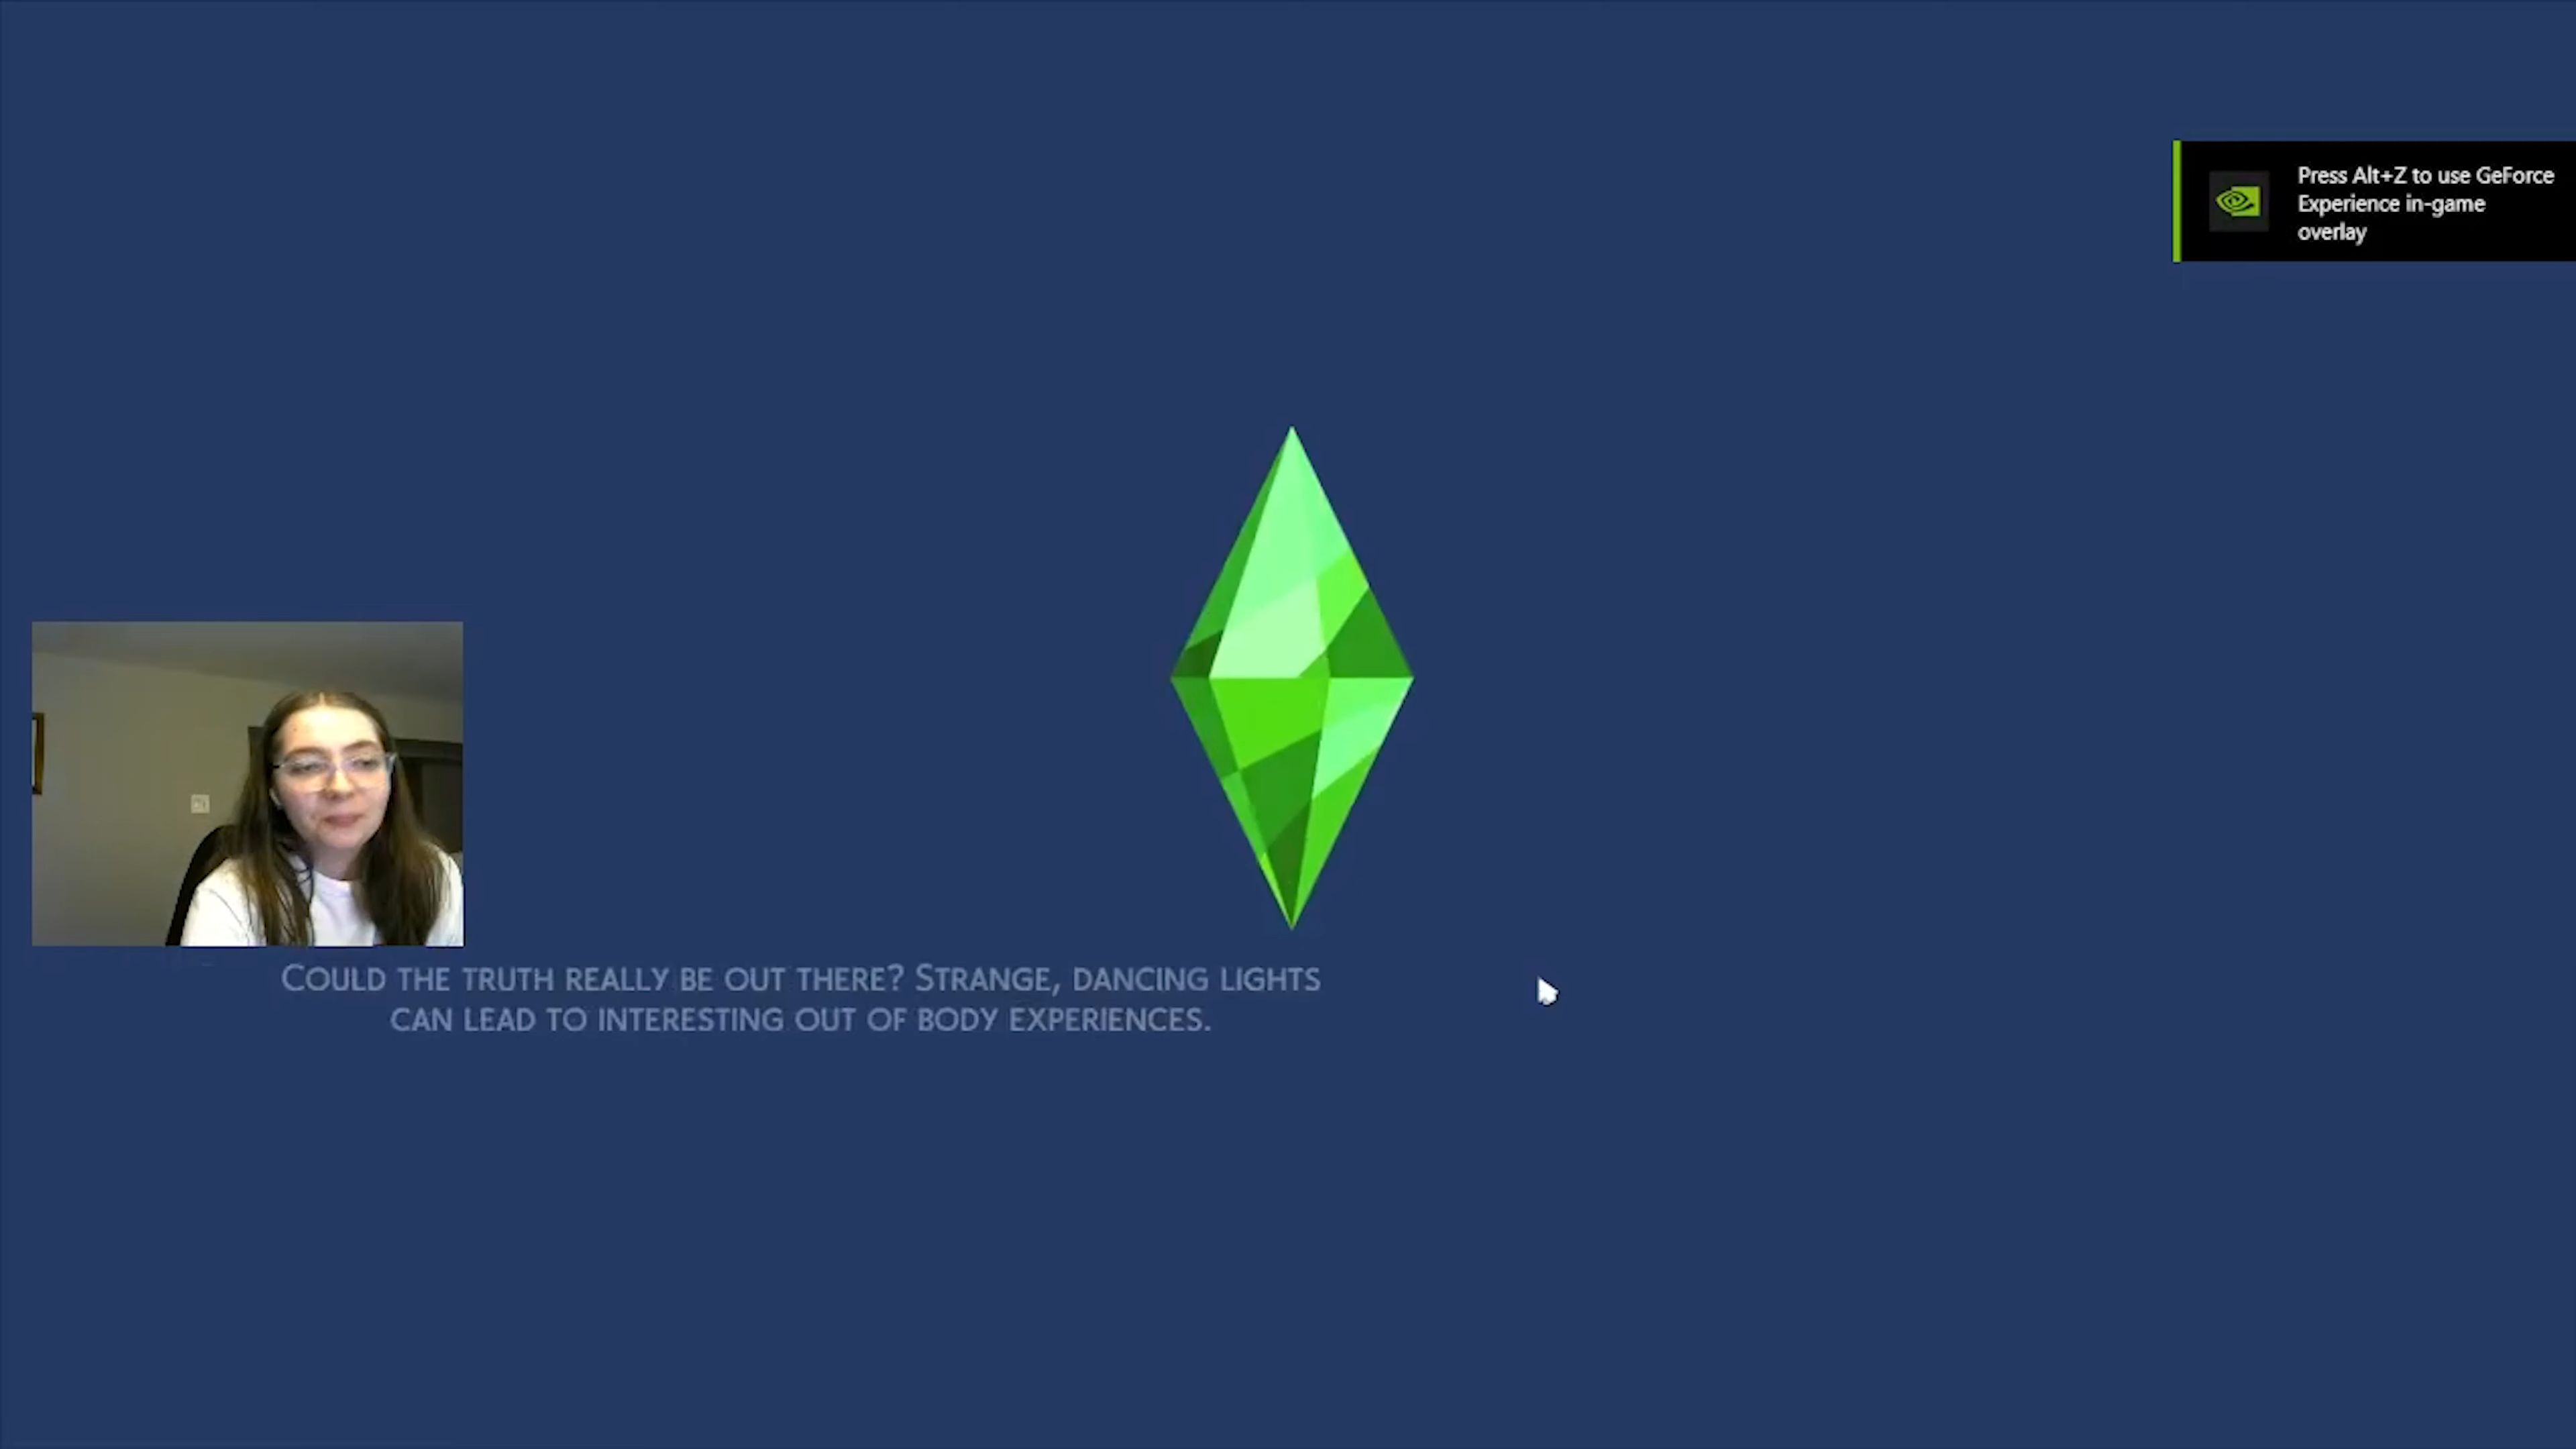 Press Alt+Z to use GeForce
Experience in-game
overlay
COULD THE TRUTH REALLY BE OUT THERE? STRANGE, DANCING LIGHTS
CAN LEAD TO INTERESTING OUT OF BODY EXPERIENCES.